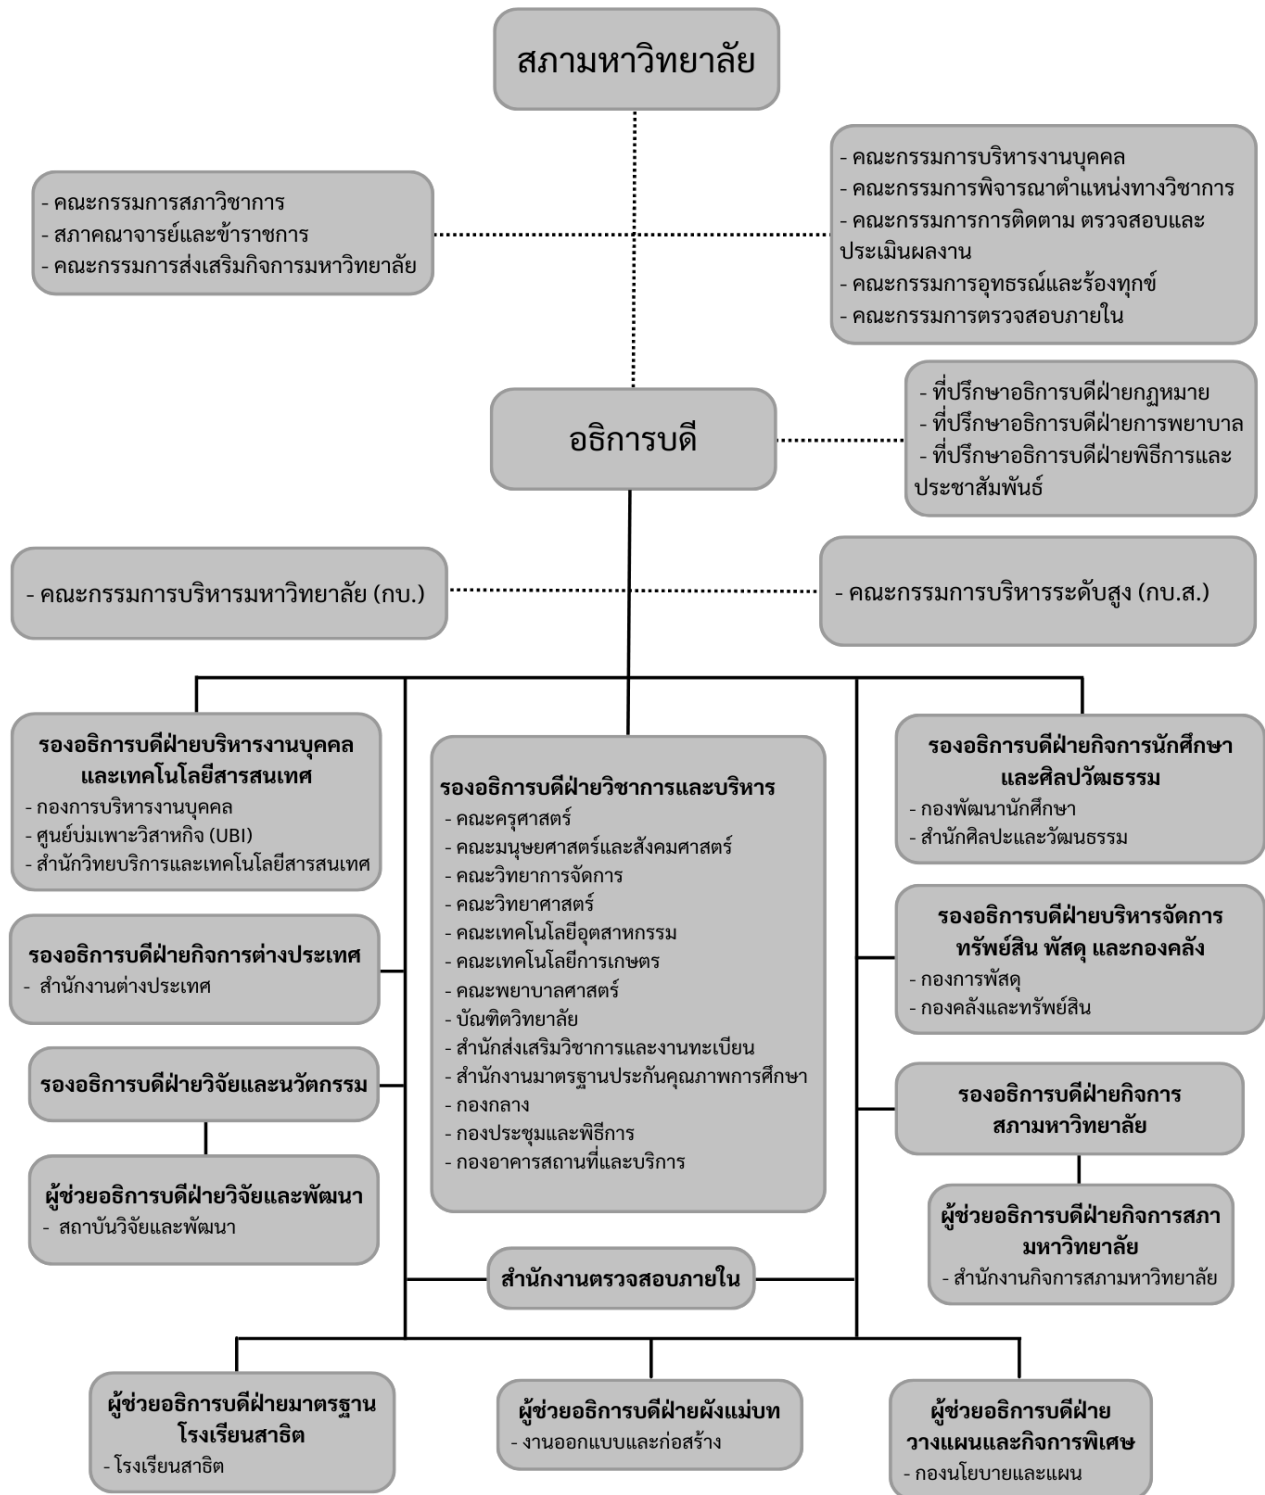 สภามหาวิทยาลัย
- คณะกรรมการสภาวิชาการ
- สภาคณาจารย์และข้าราชการ
- คณะกรรมการส่งเสริมกิจการมหาวิทยาลัย
- คณะกรรมการบริหารงานบุคคล
- คณะกรรมการพิจารณาตำแหน่งทางวิชาการ
- คณะกรรมการการติดตาม ตรวจสอบและ
ประเมินผลงาน
- คณะกรรมการอุทธรณ์และร้องทุกข์
- คณะกรรมการตรวจสอบภายใน
อธิการบดี
- ที่ปรึกษาอธิการบดีฝ่ายกฏหมาย
- ที่ปรึกษาอธิการบดีฝ่ายการพยาบาล
- ที่ปรึกษาอธิการบดีฝ่ายพิธีการและ
ประชาสัมพันธ์
- คณะกรรมการบริหารมหาวิทยาลัย (กบ.)
- คณะกรรมการบริหารระดับสูง (กบ.ส.)
รองอธิการบดีฝ่ายบริหารงานบุคคล
และเทคโนโลยีสารสนเทศ
- กองการบริหารงานบุคคล
- ศูนย์บ่มเพาะวิสาหกิจ (UBI)
- สำนักวิทยบริการและเทคโนโลยีสารสนเทศ
รองอธิการบดีฝ่ายกิจการต่างประเทศ
- สำนักงานต่างประเทศ
รองอธิการบดีฝ่ายวิจัยและนวัตกรรม
ผู้ช่วยอธิการบดีฝ่ายวิจัยและพัฒนา
- สถาบันวิจัยและพัฒนา
รองอธิการบดีฝ่ายวิชาการและบริหาร
- คณะครุศาสตร์
- คณะมนุษยศาสตร์และสังคมศาสตร์
- คณะวิทยาการจัดการ
- คณะวิทยาศาสตร์
- คณะเทคโนโลยีอุตสาหกรรม
- คณะเทคโนโลยีการเกษตร
- คณะพยาบาลศาสตร์
- บัณฑิตวิทยาลัย
- สำนักส่งเสริมวิชาการและงานทะเบียน
- สำนักงานมาตรฐานประกันคุณภาพการศึกษา
- กองกลาง
- กองประชุมและพิธีการ
- กองอาคารสถานที่และบริการ
รองอธิการบดีฝ่ายกิจการนักศึกษา
และศิลปวัฒธรรม
- กองพัฒนานักศึกษา
- สำนักศิลปะและวัฒนธรรม
รองอธิการบดีฝ่ายบริหารจัดการ
ทรัพย์สิน พัสดุ และกองคลัง
- กองการพัสดุ
- กองคลังและทรัพย์สิน
รองอธิการบดีฝ่ายกิจการ
สภามหาวิทยาลัย
ผู้ช่วยอธิการบดีฝ่ายกิจการสภา
มหาวิทยาลัย
- สำนักงานกิจการสภามหาวิทยาลัย
สำนักงานตรวจสอบภายใน
ผู้ช่วยอธิการบดีฝ่ายมาตรฐาน
โรงเรียนสาธิต
- โรงเรียนสาธิต
ผู้ช่วยอธิการบดีฝ่ายผังแม่บท
- งานออกแบบและก่อสร้าง
ผู้ช่วยอธิการบดีฝ่าย
วางแผนและกิจการพิเศษ
- กองนโยบายและแผน